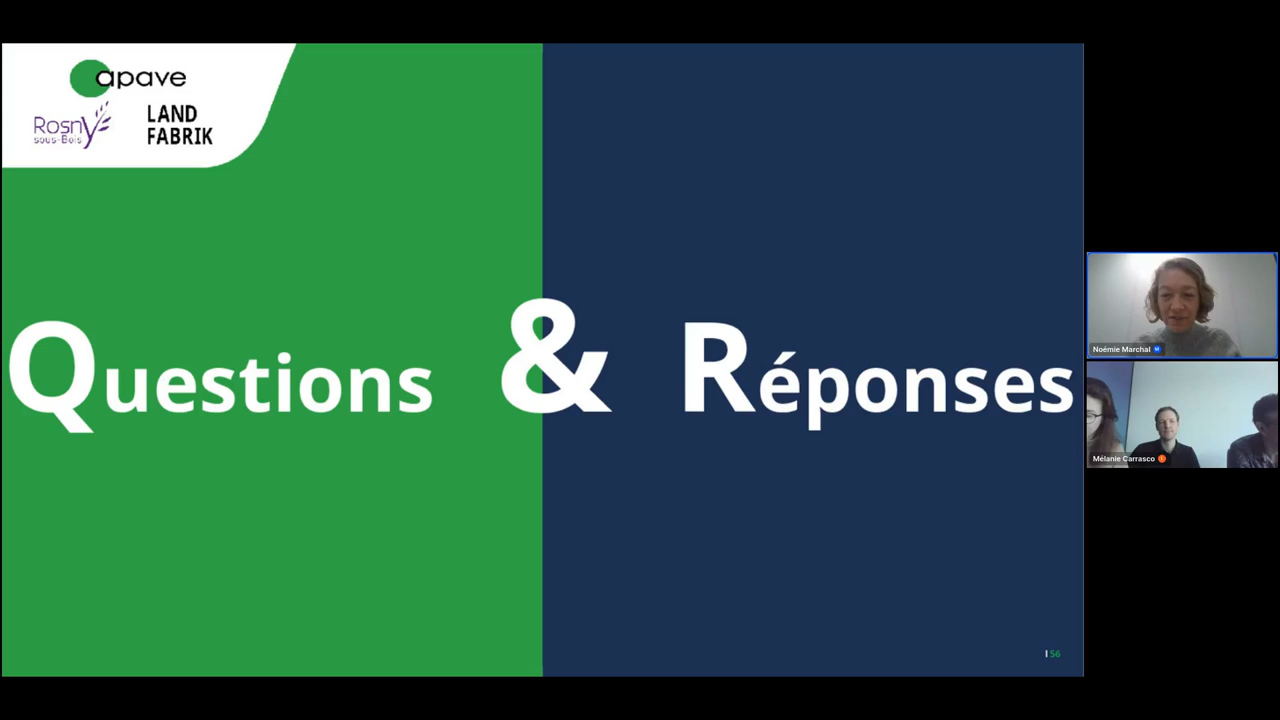 apave
Rosny
sous-Bois
LAND
FABRIK
Questions & Réponses
Noémie Marchal M
Mélanie Carrasco
I 56